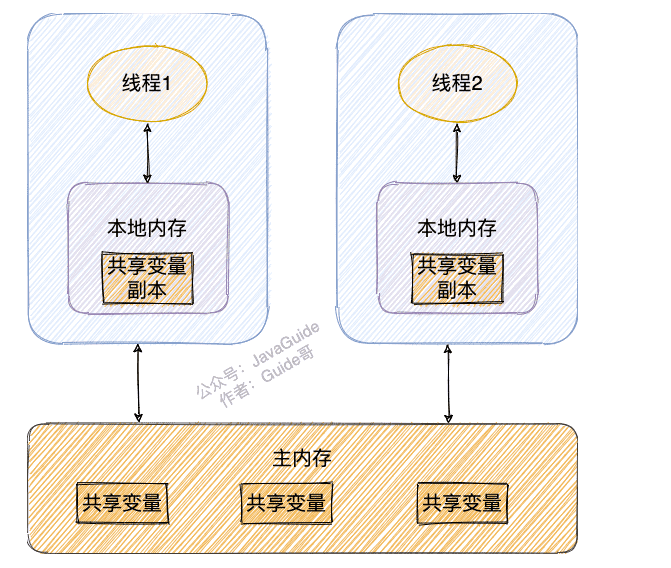 线程1
线程2
本地内存
本地内存
共享变量
副本
共享变量
副本
公众号：JavaGuide
作者：Guide哥
主内存
共享变量
共享变量
共享变量